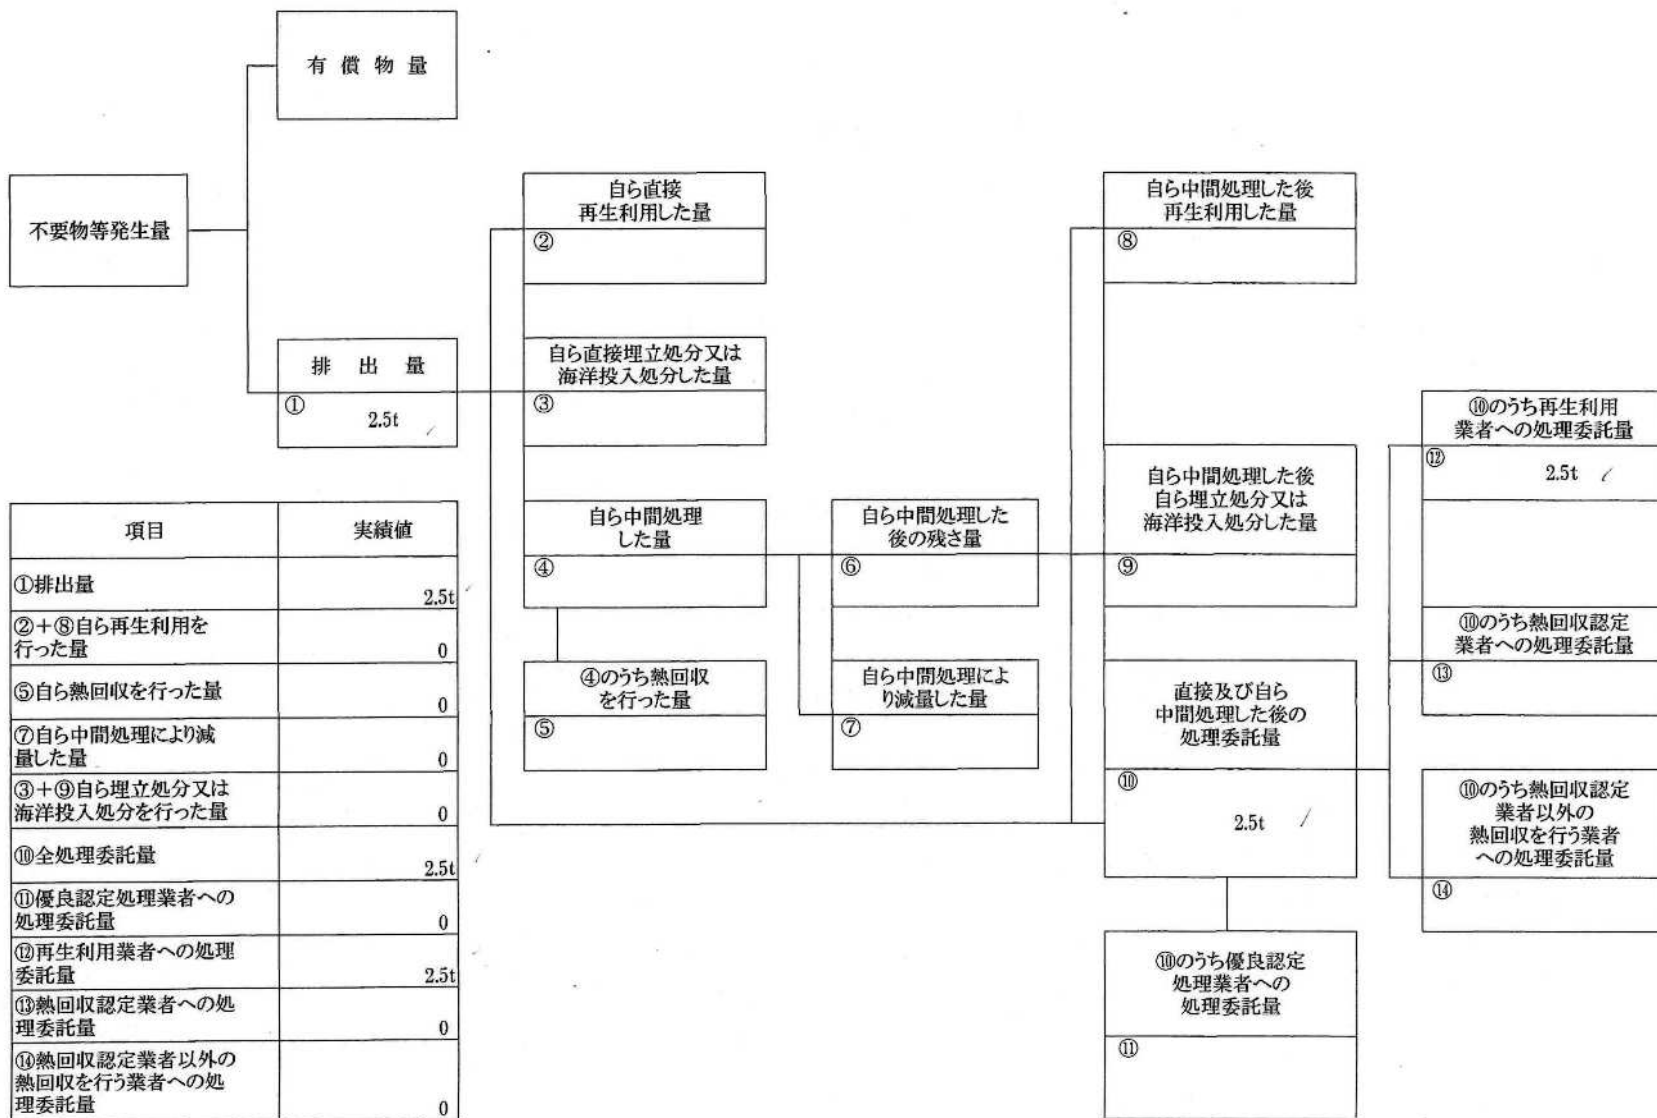 有償物量
不要物等発生量
排出量
①
2.5t
自ら直接
再生利用した量
②
自ら直接埋立処分又は
海洋投入処分した量
③
自ら中間処理
した量
④
④のうち熱回収
を行った量
⑤
自ら中間処理した
後の残さ量
⑥
自ら中間処理によ
り減量した量
⑦
自ら中間処理した後
再生利用した量
⑧
自ら中間処理した後
自ら埋立処分又は
海洋投入処分した量
⑨
直接及び自ら
中間処理した後の
処理委託量
⑩
2.5t
⑩のうち優良認定
処理業者への
処理委託量
⑪
⑩のうち再生利用
業者への処理委託量
⑫
2.5t
⑩のうち熱回収認定
業者への処理委託量
⑬
⑩のうち熱回収認定
業者以外の
熱回収を行う業者
への処理委託量
⑭
項目 実績値
①排出量 2.5t
②+⑧自ら再生利用を
行った量 0
⑤自ら熱回収を行った量 0
⑦自ら中間処理により減
量した量 0
③+⑨自ら埋立処分又は
海洋投入処分を行った量 0
⑩全処理委託量 2.5t
⑪優良認定処理業者への
処理委託量 0
⑫再生利用業者への処理
委託量 2.5t
⑬熱回収認定業者への処
理委託量 0
⑭熱回収認定業者以外の
熱回収を行う業者への処
理委託量 0